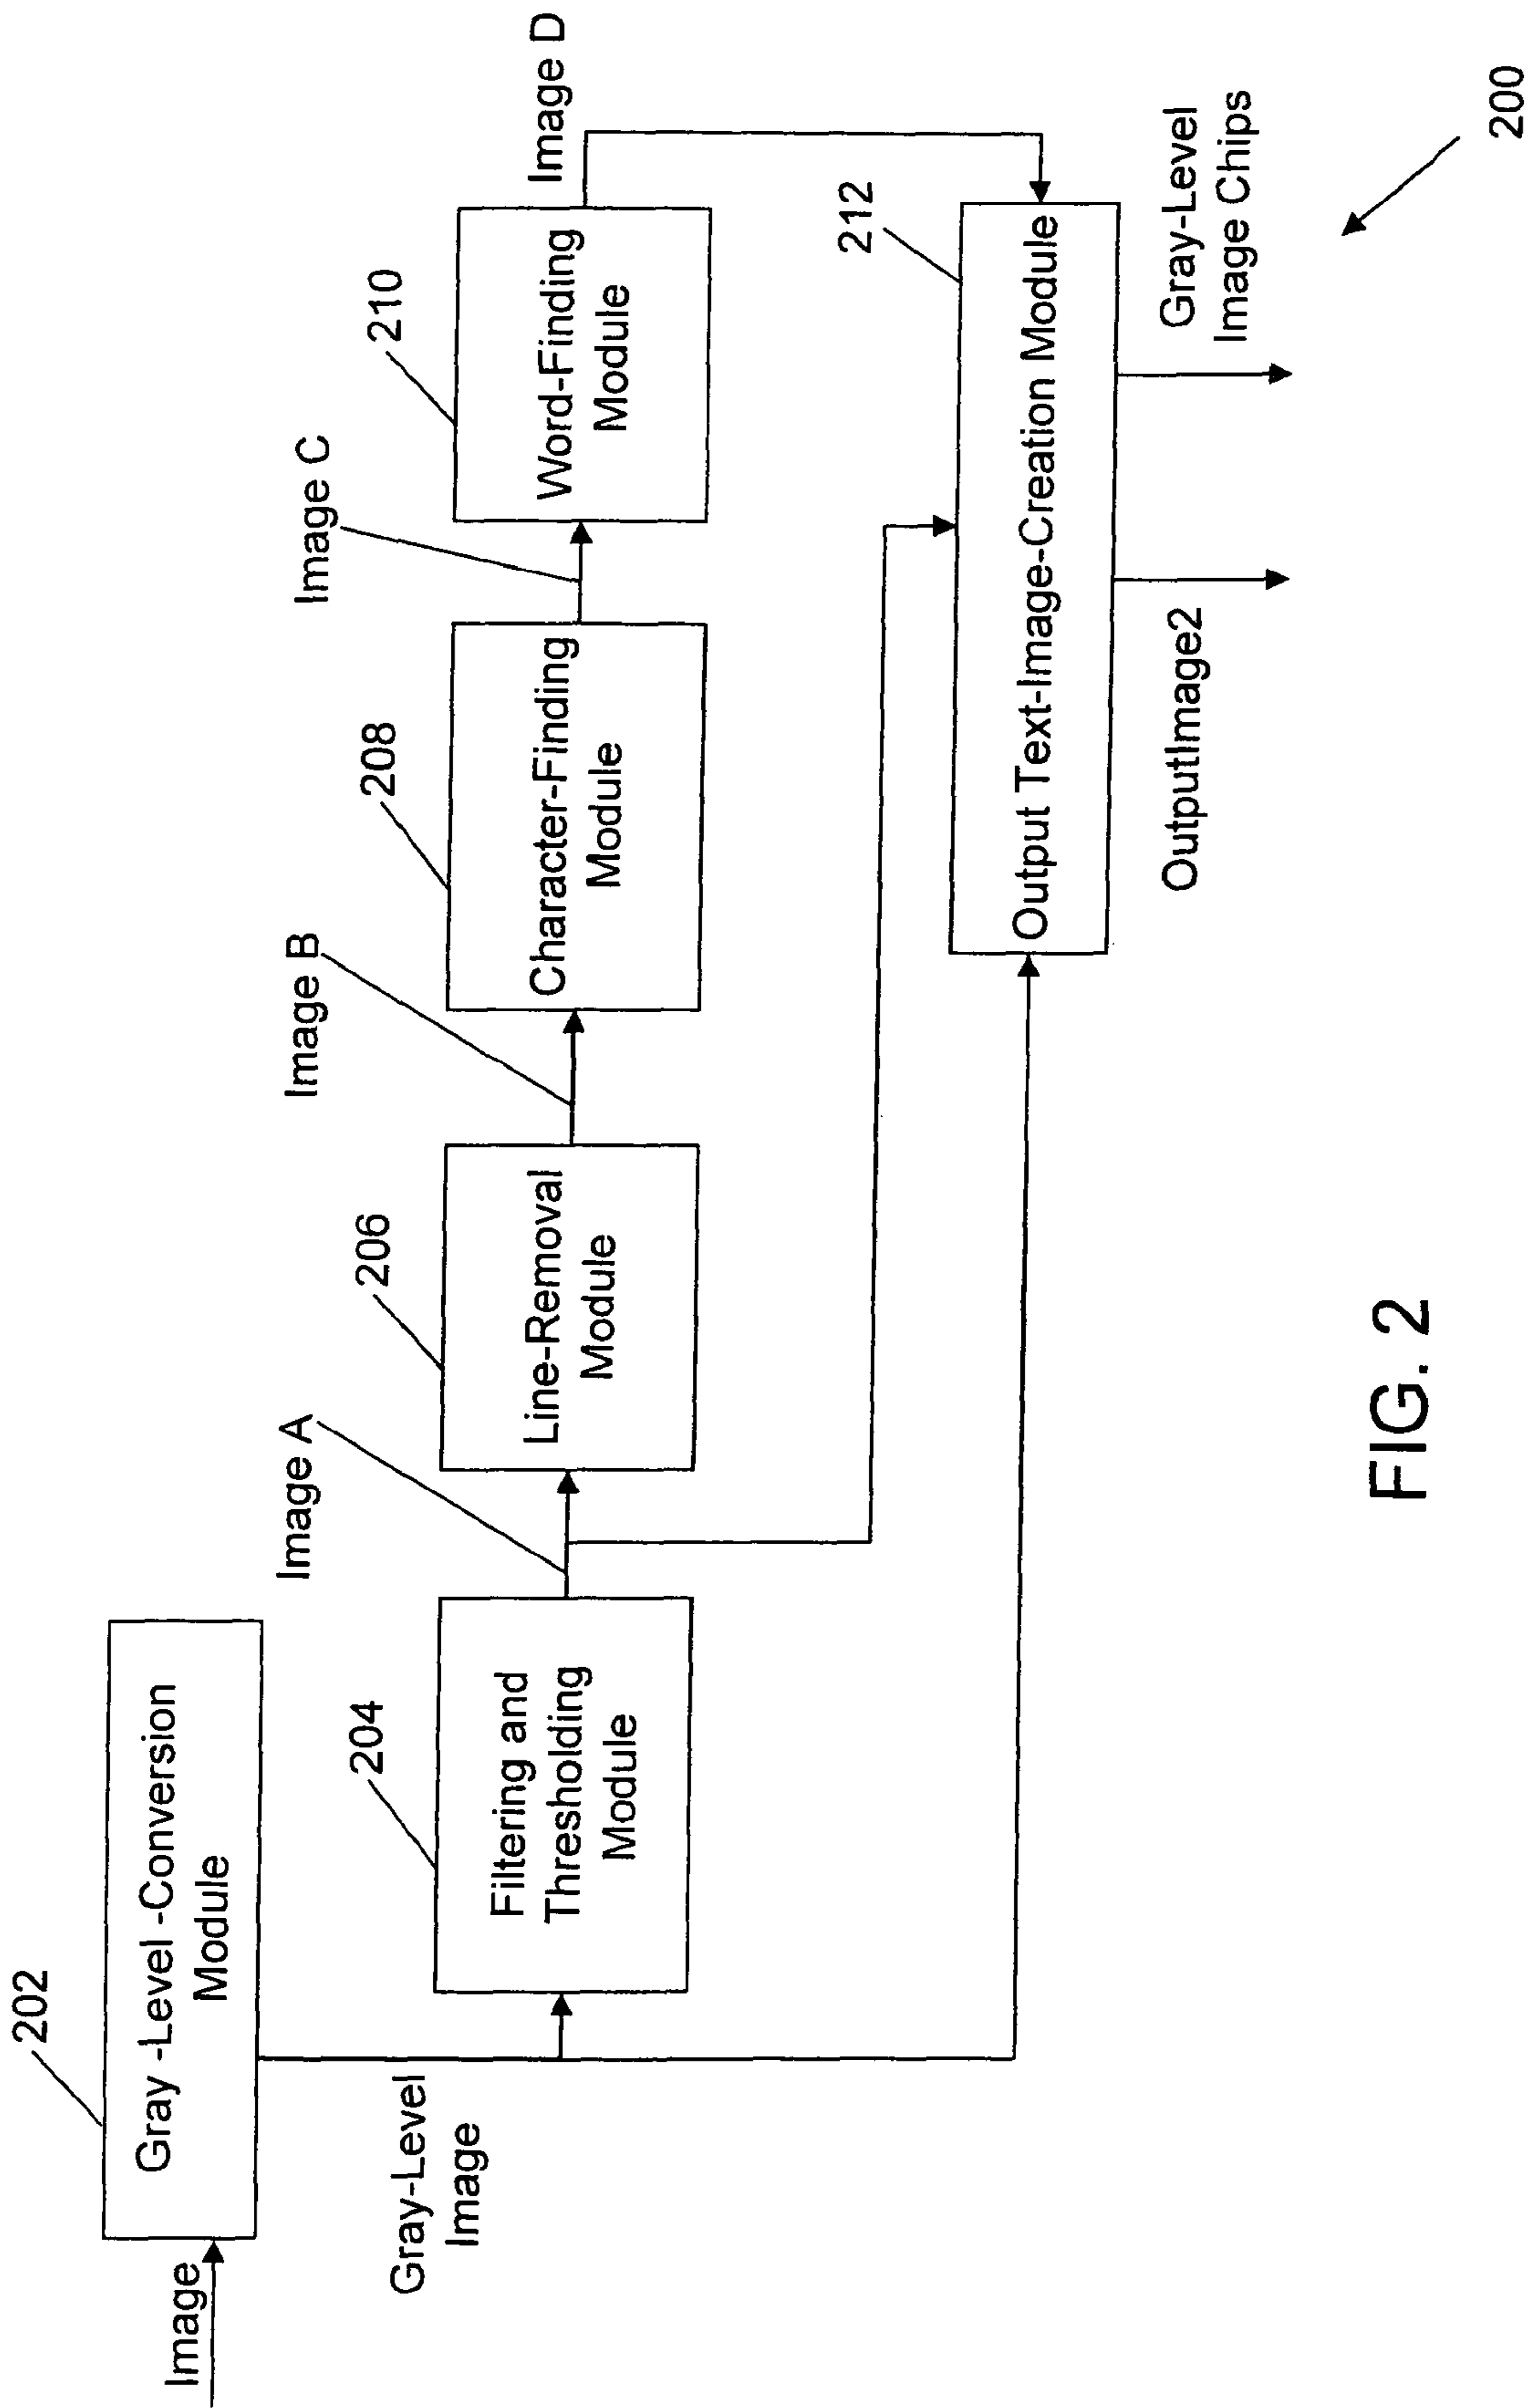 202
Image
Gray -Level -Conversion
Module
Gray-Level
Image
204
Filtering and
Thresholding
Module
Image A
206
Line-Removal
Module
Image B
208
Character-Finding
Module
Image C
210
Word-Finding
Module
Image D
212
Output Text-Image-Creation Module
OutputImage2
Gray-Level
Image Chips
200
FIG. 2